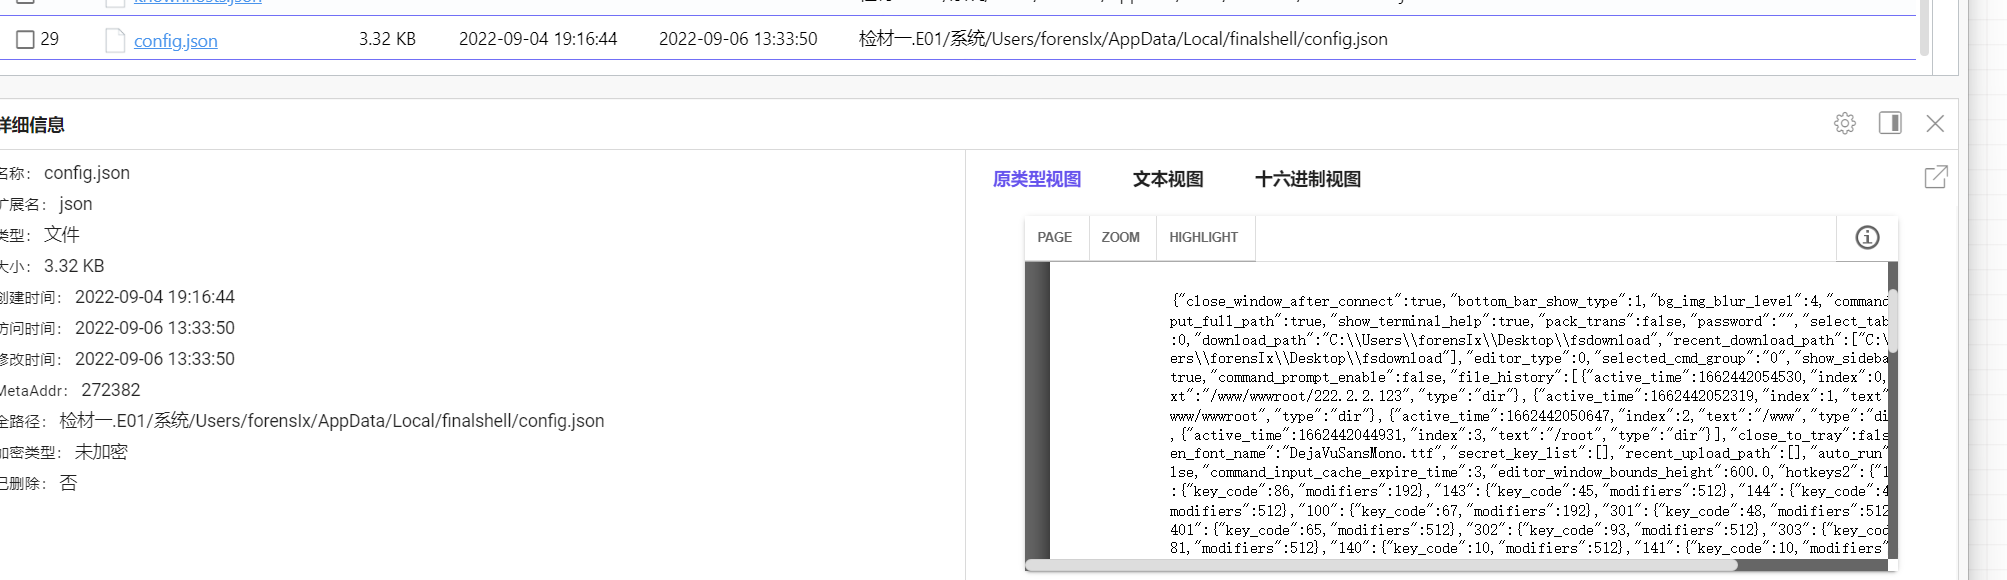 knownhosts.json
29 config.json 3.32 KB 2022-09-04 19:16:44 2022-09-06 13:33:50 检材一.E01/系统/Users/forensIx/AppData/Local/finalshell/config.json
详细信息
名称： config.json
扩展名： json
类型： 文件
大小： 3.32 KB
创建时间： 2022-09-04 19:16:44
访问时间： 2022-09-06 13:33:50
修改时间： 2022-09-06 13:33:50
MetaAddr： 272382
全路径： 检材一.E01/系统/Users/forensIx/AppData/Local/finalshell/config.json
加密类型： 未加密
已删除： 否
原类型视图 文本视图 十六进制视图
PAGE ZOOM HIGHLIGHT
{"close_window_after_connect":true,"bottom_bar_show_type":1,"bg_img_blur_level":4,"command
put_full_path":true,"show_terminal_help":true,"pack_trans":false,"password":"","select_tab
:0,"download_path":"C:\\Users\\forensIx\\Desktop\\fsdownload","recent_download_path":["C:\
ers\\forensIx\\Desktop\\fsdownload"],"editor_type":0,"selected_cmd_group":"0","show_sideba
true,"command_prompt_enable":false,"file_history":[{"active_time":1662442054530,"index":0,
xt":"/www/wwwroot/222.2.2.123","type":"dir"},{"active_time":1662442052319,"index":1,"text"
www/wwwroot","type":"dir"},{"active_time":1662442050647,"index":2,"text":"/www","type":"di
,{"active_time":1662442044931,"index":3,"text":"/root","type":"dir"}],"close_to_tray":fals
en_font_name":"DejaVuSansMono.ttf","secret_key_list":[],"recent_upload_path":[],"auto_run"
lse,"command_input_cache_expire_time":3,"editor_window_bounds_height":600.0,"hotkeys2":{"1
:{"key_code":86,"modifiers":192},"143":{"key_code":45,"modifiers":512},"144":{"key_code":4
modifiers":512},"100":{"key_code":67,"modifiers":192},"301":{"key_code":48,"modifiers":512
401":{"key_code":65,"modifiers":512},"302":{"key_code":93,"modifiers":512},"303":{"key_cod
81,"modifiers":512},"140":{"key_code":10,"modifiers":512},"141":{"key_code":10,"modifiers"